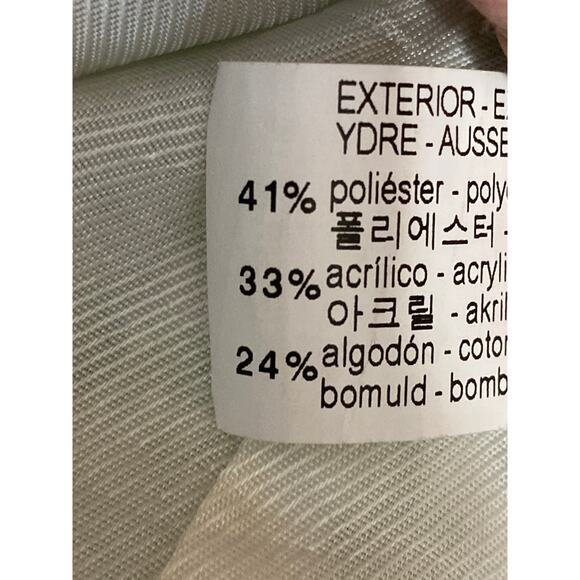 EXTERIOR -
YDRE - AUSSE
41% poliéster - poly
폴리에스터 -
33% acrílico - acryli
아크릴 - akril
24% algodón - coton
bomuld - bomb